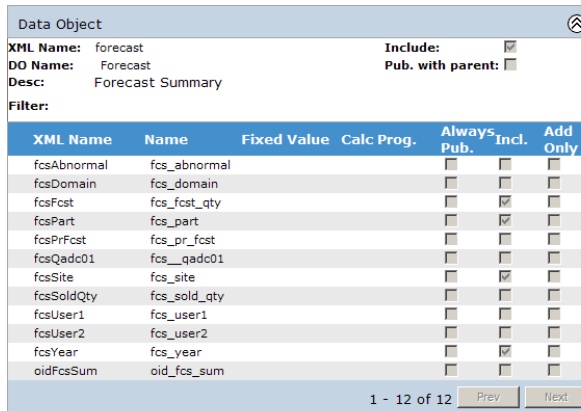 Data Object
XML Name: forecast Include:
DO Name: Forecast Pub. with parent:
Desc: Forecast Summary
Filter:
XML Name Name Fixed Value Calc Prog. Always Pub. Incl. Add Only
fcsAbnormal fcs_abnormal
fcsDomain fcs_domain
fcsFcst fcs_fcst_qty
fcsPart fcs_part
fcsPrFcst fcs_pr_fcst
fcsQadc01 fcs__qadc01
fcsSite fcs_site
fcsSoldQty fcs_sold_qty
fcsUser1 fcs_user1
fcsUser2 fcs_user2
fcsYear fcs_year
oidFcsSum oid_fcs_sum
1 - 12 of 12 Prev Next